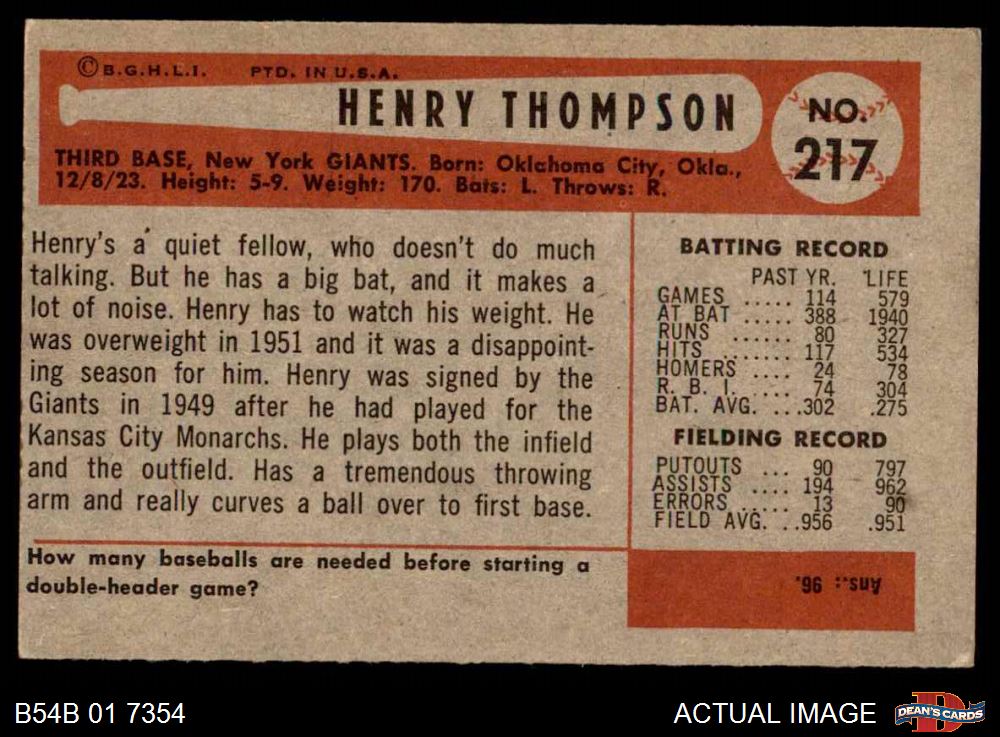 © B.G.H.L.I. PTD. IN U.S.A.
HENRY THOMPSON
NO.
217
THIRD BASE, New York GIANTS. Born: Oklahoma City, Okla.,
12/8/23. Height: 5-9. Weight: 170. Bats: L. Throws: R.
Henry's a quiet fellow, who doesn't do much
talking. But he has a big bat, and it makes a
lot of noise. Henry has to watch his weight. He
was overweight in 1951 and it was a disappoint-
ing season for him. Henry was signed by the
Giants in 1949 after he had played for the
Kansas City Monarchs. He plays both the infield
and the outfield. Has a tremendous throwing
arm and really curves a ball over to first base.
BATTING RECORD
PAST YR. LIFE
GAMES ..... 114 579
AT BAT ..... 388 1940
RUNS ...... 80 327
HITS ....... 117 534
HOMERS .... 24 78
R. B. I. .... 74 304
BAT. AVG. ...302 .275
FIELDING RECORD
PUTOUTS ... 90 797
ASSISTS .... 194 962
ERRORS ..... 13 90
FIELD AVG. ..956 .951
How many baseballs are needed before starting a
double-header game?
Ans.: 96.
B54B 01 7354
ACTUAL IMAGE
DEAN'S CARDS